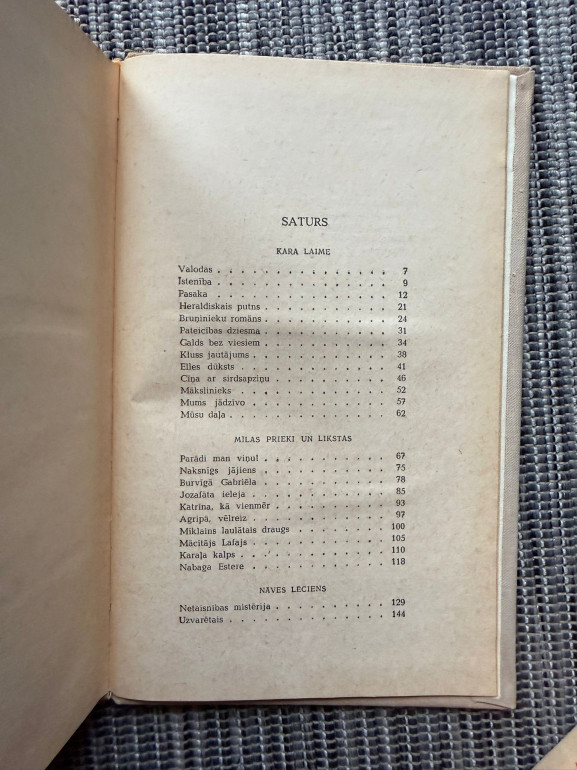 SATURS
KARA LAIME
Valodas . . . . . . . . . . . . . . 7
Īstenība . . . . . . . . . . . . . . 9
Pasaka . . . . . . . . . . . . . . 12
Heraldiskais putns . . . . . . . . . . 21
Bruņinieku romāns . . . . . . . . . . 24
Pateicības dziesma . . . . . . . . . . 31
Galds bez viesiem . . . . . . . . . . 34
Kluss jautājums . . . . . . . . . . . 38
Elles dūksts . . . . . . . . . . . . 41
Cīņa ar sirdsapziņu . . . . . . . . . 46
Mākslinieks . . . . . . . . . . . . 52
Mums jādzīvo . . . . . . . . . . . 57
Mūsu daļa . . . . . . . . . . . . . 62
MĪLAS PRIEKI UN LIKSTAS
Parādi man viņu! . . . . . . . . . . 67
Naksnīgs jājiens . . . . . . . . . . . 75
Burvīgā Gabriēla . . . . . . . . . . . 78
Jozafāta ieleja . . . . . . . . . . . 85
Katrīna, kā vienmēr . . . . . . . . . 93
Agripā, vēlreiz . . . . . . . . . . . 97
Mīklains laulātais draugs . . . . . . . . 100
Mācītājs Lafajs . . . . . . . . . . . 105
Karaļa kalps . . . . . . . . . . . . 110
Nabaga Estere . . . . . . . . . . . 118
NĀVES LĒCIENS
Netaisnības mistērija . . . . . . . . . 129
Uzvarētais . . . . . . . . . . . . . 144